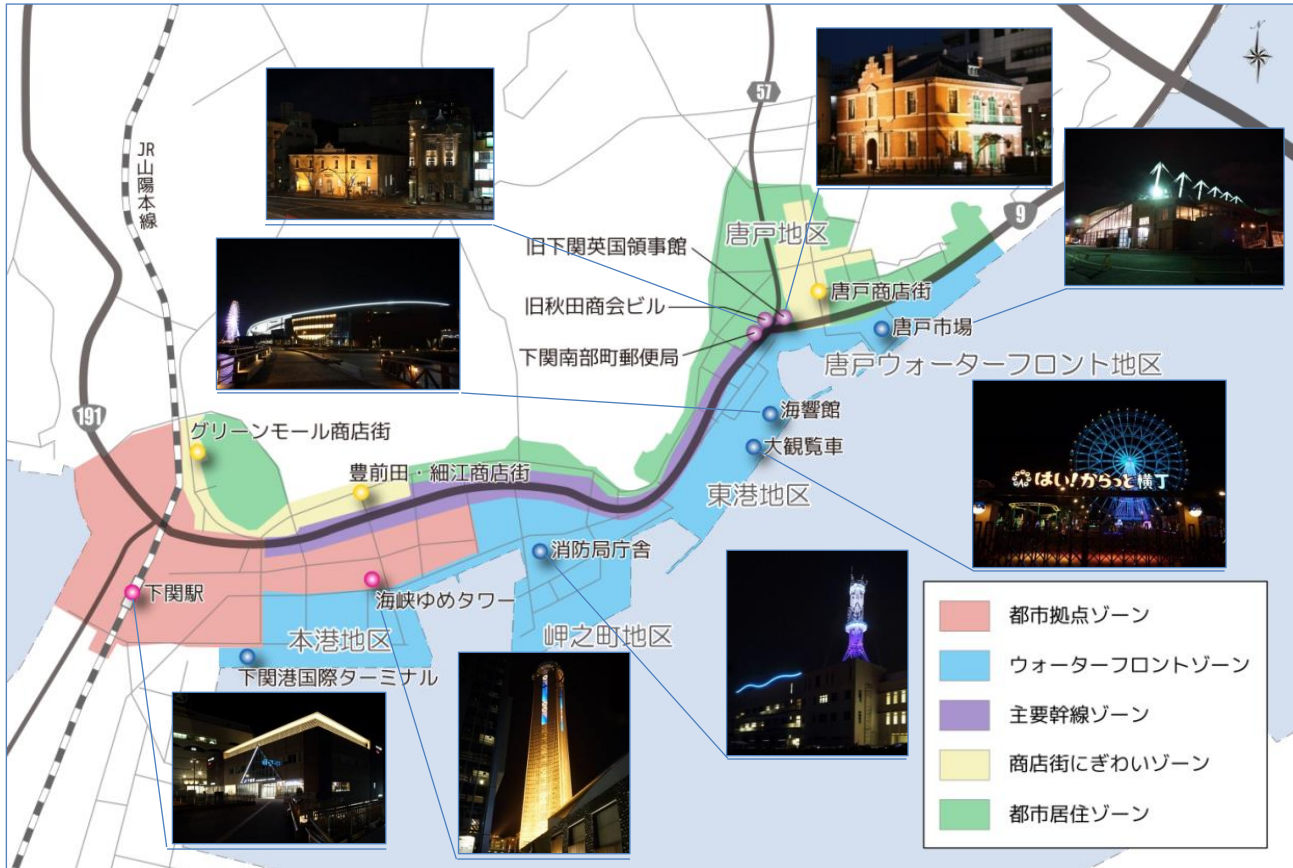 N
57
JR山陽本線
9
唐戸地区
旧下関英国領事館
唐戸商店街
旧秋田商会ビル
唐戸市場
下関南部町郵便局
唐戸ウォーターフロント地区
191
海響館
グリーンモール商店街
大観覧車
豊前田・細江商店街
はい!からっと横丁
東港地区
消防局庁舎
下関駅
海峡ゆめタワー
本港地区
岬之町地区
下関港国際ターミナル
都市拠点ゾーン
ウォーターフロントゾーン
主要幹線ゾーン
商店街にぎわいゾーン
都市居住ゾーン